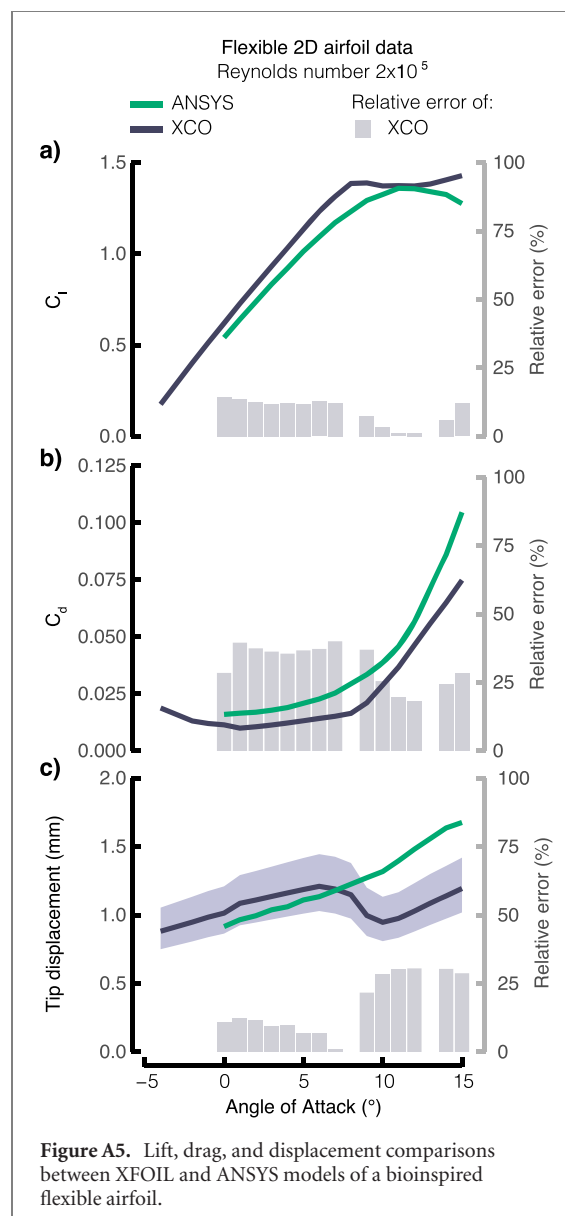 Flexible 2D airfoil data
Reynolds number 2x10⁵
ANSYS
XCO
Relative error of:
XCO
a)
1.5
1.0
0.5
0.0
C_l
100
75
50
25
0
Relative error (%)
b)
0.125
0.100
0.075
0.050
0.025
0.000
C_d
100
75
50
25
0
Relative error (%)
c)
2.0
1.5
1.0
0.5
0.0
Tip displacement (mm)
100
75
50
25
0
Relative error (%)
−5 0 5 10 15
Angle of Attack (°)
Figure A5. Lift, drag, and displacement comparisons
between XFOIL and ANSYS models of a bioinspired
flexible airfoil.